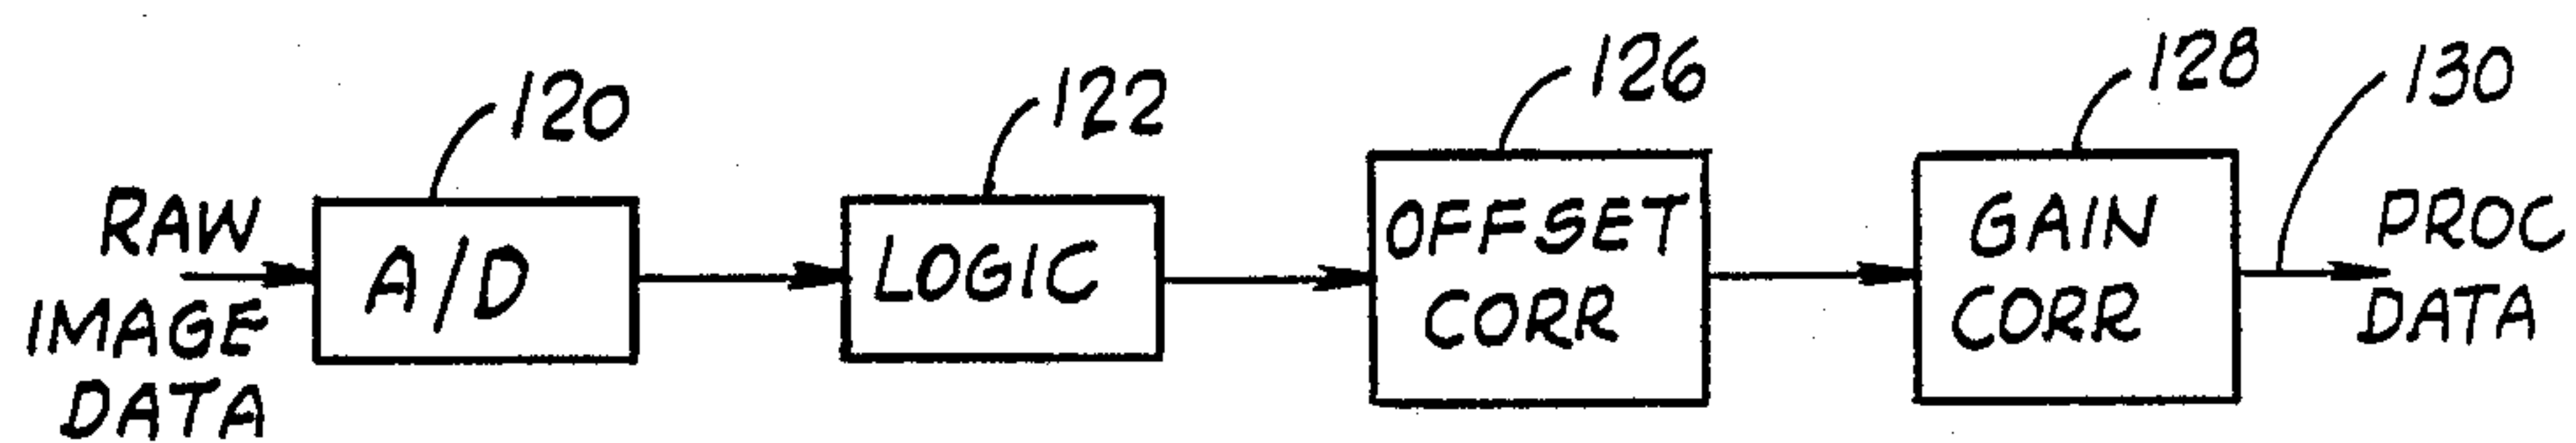 120
122
126
128
130
RAW
IMAGE
DATA
A/D
LOGIC
OFFSET
CORR
GAIN
CORR
PROC
DATA